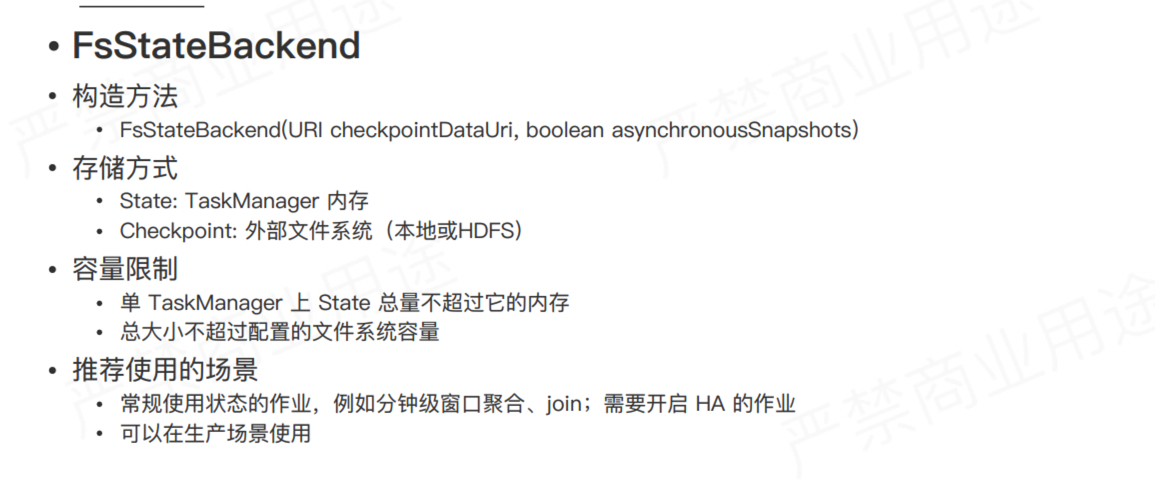 • FsStateBackend
• 构造方法
• FsStateBackend(URI checkpointDataUri, boolean asynchronousSnapshots)
• 存储方式
• State: TaskManager 内存
• Checkpoint: 外部文件系统（本地或HDFS）
• 容量限制
• 单 TaskManager 上 State 总量不超过它的内存
• 总大小不超过配置的文件系统容量
• 推荐使用的场景
• 常规使用状态的作业，例如分钟级窗口聚合、join；需要开启 HA 的作业
• 可以在生产场景使用
严禁商业用途
严禁商业用途
严禁商业用途
严禁商业用途